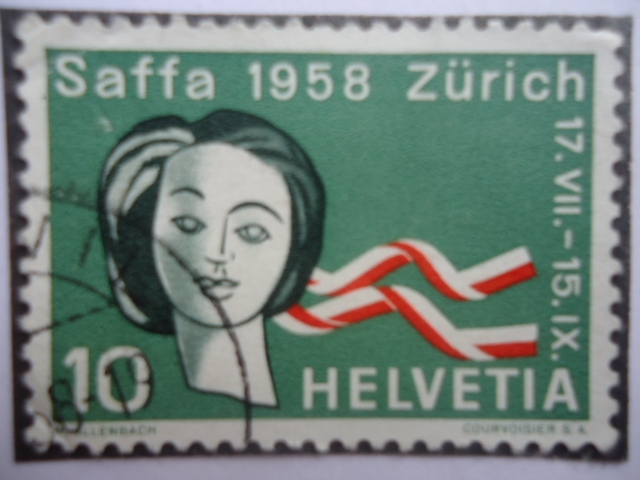 Saffa 1958 Zürich
17. VII. – 15. IX.
10
HELVETIA
COURVOISIER S. A.